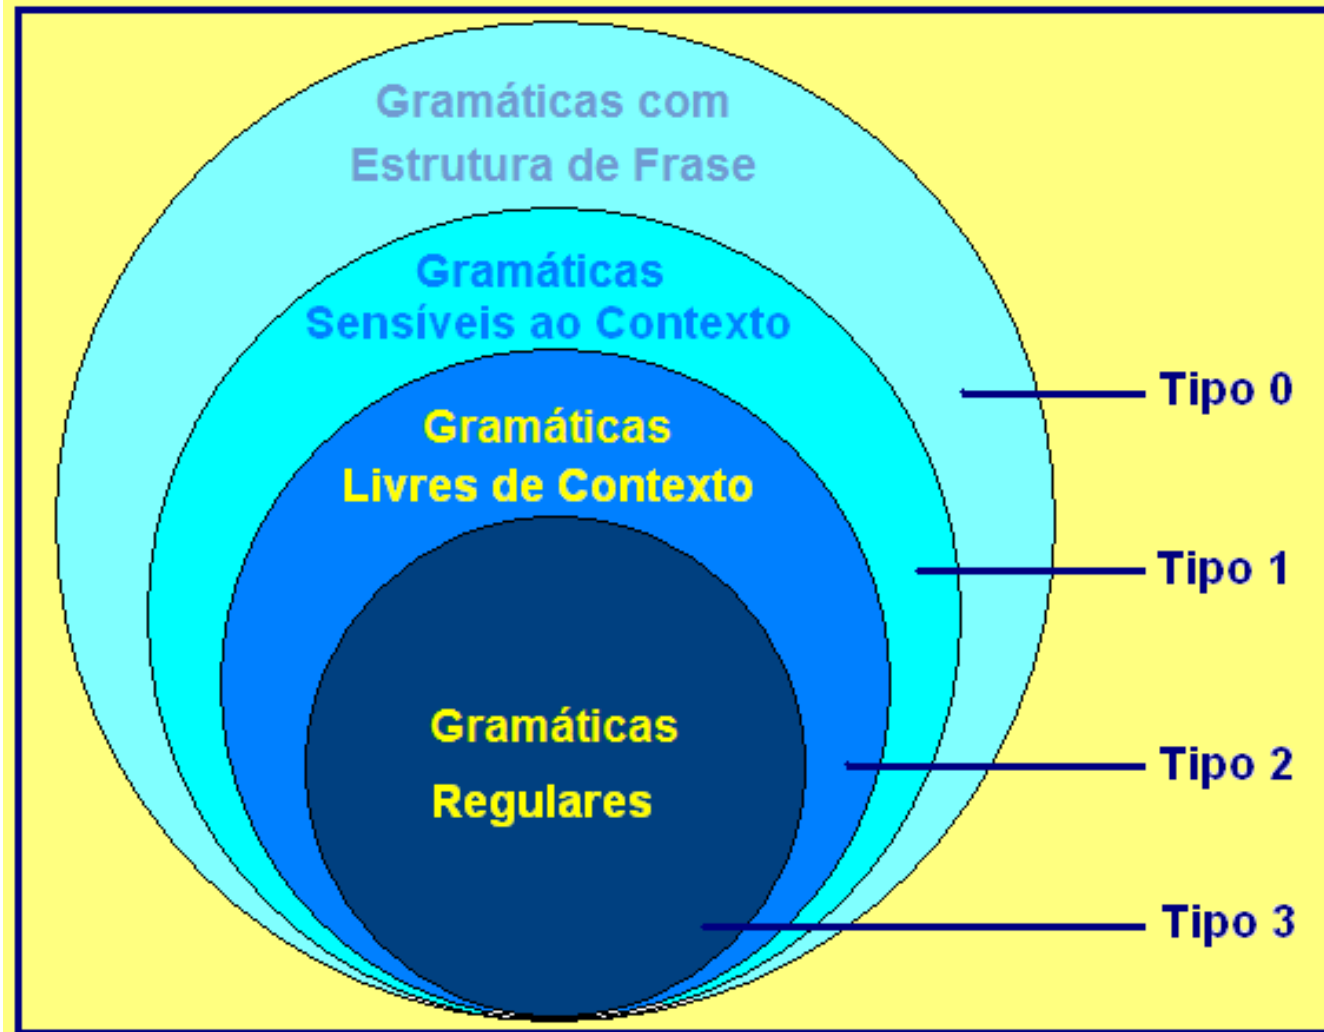 Gramáticas com
Estrutura de Frase
Gramáticas
Sensíveis ao Contexto
Tipo 0
Gramáticas
Livres de Contexto
Tipo 1
Gramáticas
Regulares
Tipo 2
Tipo 3